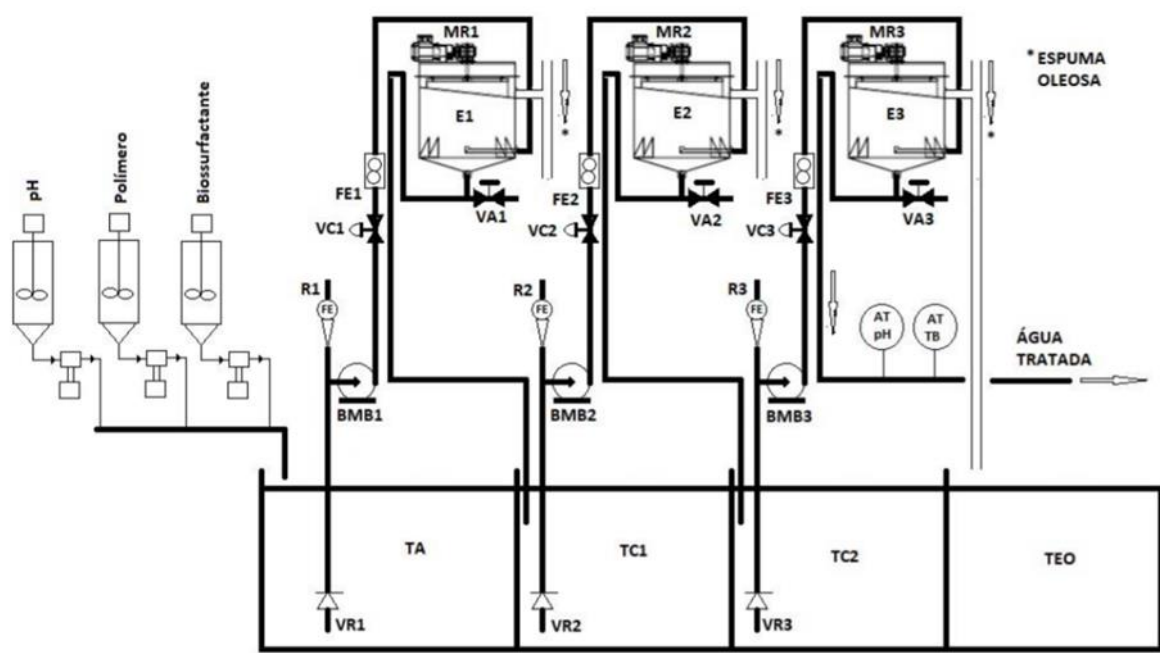 MR1
MR2
MR3
* ESPUMA
OLEOSA
E1
E2
E3
*
*
*
pH
Polímero
Biossurfactante
FE1
FE2
FE3
VA1
VA2
VA3
VC1
VC2
VC3
R1
R2
R3
FE
FE
FE
AT
pH
AT
TB
ÁGUA
TRATADA
BMB1
BMB2
BMB3
TA
TC1
TC2
TEO
VR1
VR2
VR3